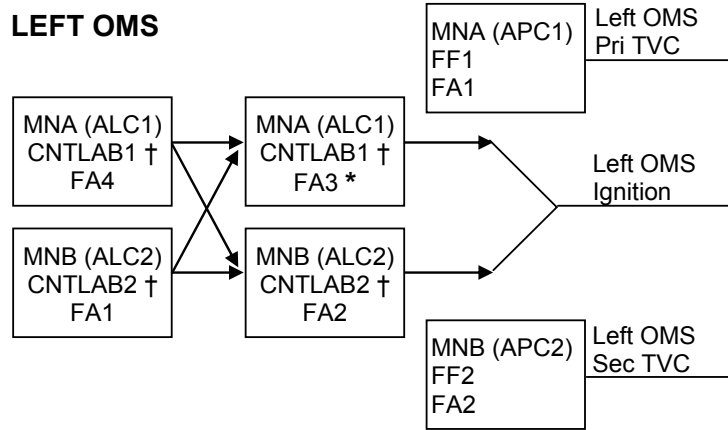 LEFT OMS
MNA (APC1)
FF1
FA1
Left OMS
Pri TVC
MNA (ALC1)
CNTLAB1 †
FA4
MNA (ALC1)
CNTLAB1 †
FA3 *
Left OMS
Ignition
MNB (ALC2)
CNTLAB2 †
FA1
MNB (ALC2)
CNTLAB2 †
FA2
MNB (APC2)
FF2
FA2
Left OMS
Sec TVC